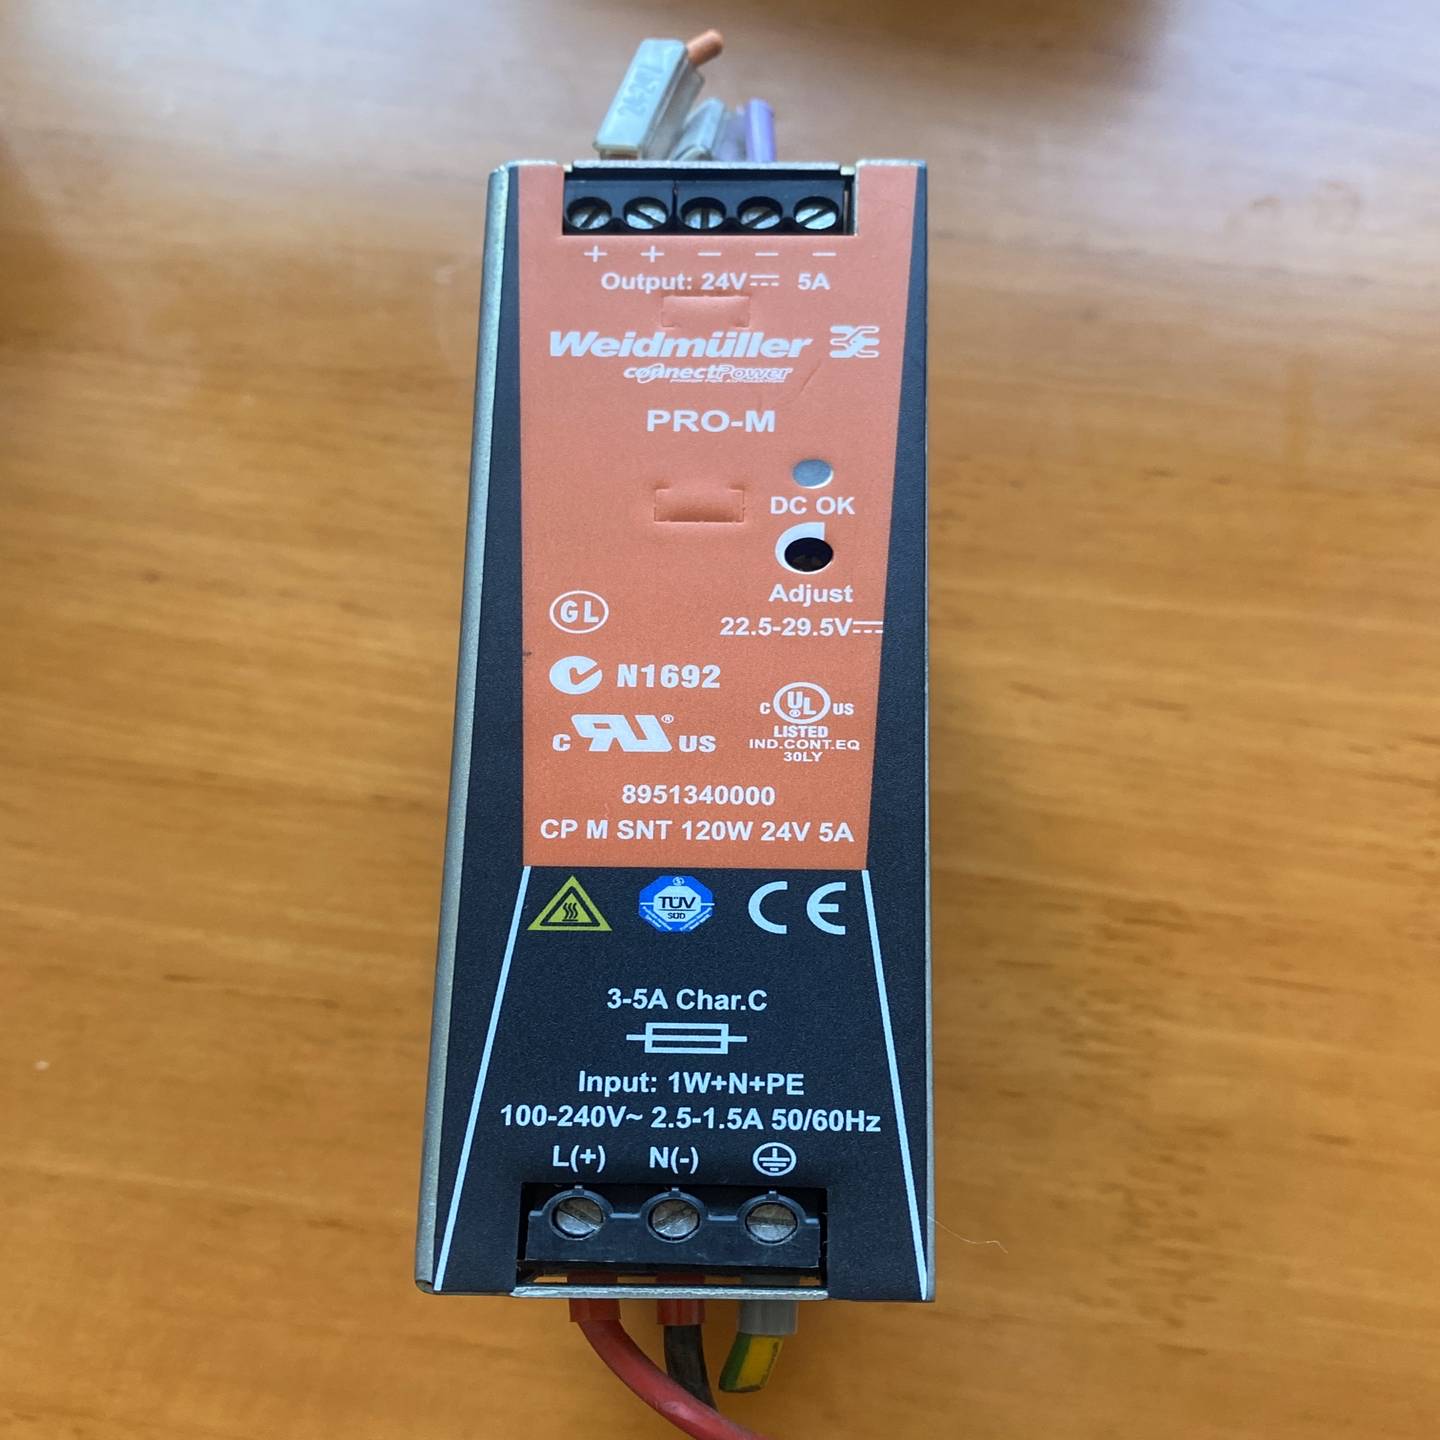 + + − − −
Output: 24V⎓ 5A
Weidmüller
connectPower
PRO-M
DC OK
Adjust
22.5-29.5V⎓
GL
N1692
c UL US
LISTED
IND.CONT.EQ
30LY
c RU ® US
8951340000
CP M SNT 120W 24V 5A
TÜV
SÜD
CE
3-5A Char.C
Input: 1W+N+PE
100-240V~ 2.5-1.5A 50/60Hz
L(+) N(-)